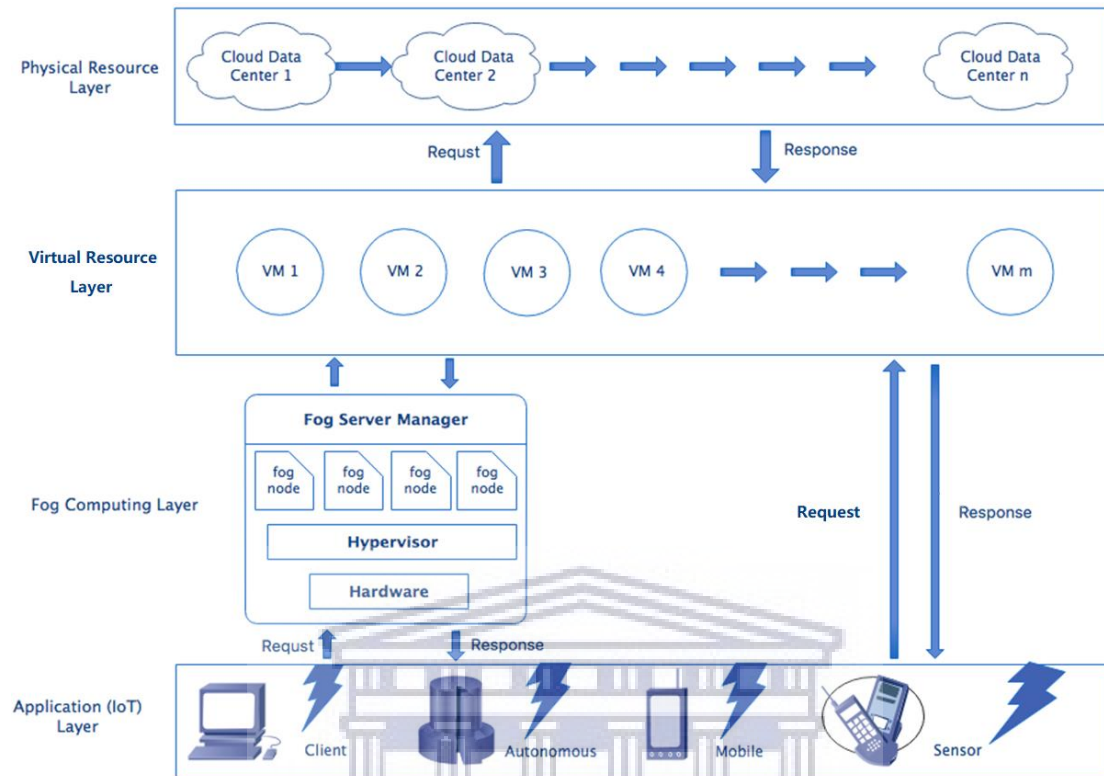 Cloud Data
Center 1
Cloud Data
Center 2
Cloud Data
Center n
Physical Resource
Layer
Requst
Response
Virtual Resource
Layer
VM 1
VM 2
VM 3
VM 4
VM m
Fog Server Manager
fog
node
fog
node
fog
node
fog
node
Fog Computing Layer
Hypervisor
Hardware
Request
Response
Requst
Response
Application (IoT)
Layer
Client
Autonomous
Mobile
Sensor